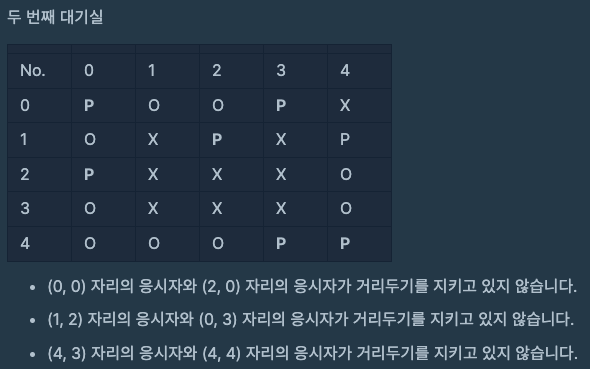 두 번째 대기실
No. 0 1 2 3 4
0 P O O P X
1 O X P X P
2 P X X X O
3 O X X X O
4 O O O P P
• (0, 0) 자리의 응시자와 (2, 0) 자리의 응시자가 거리두기를 지키고 있지 않습니다.
• (1, 2) 자리의 응시자와 (0, 3) 자리의 응시자가 거리두기를 지키고 있지 않습니다.
• (4, 3) 자리의 응시자와 (4, 4) 자리의 응시자가 거리두기를 지키고 있지 않습니다.